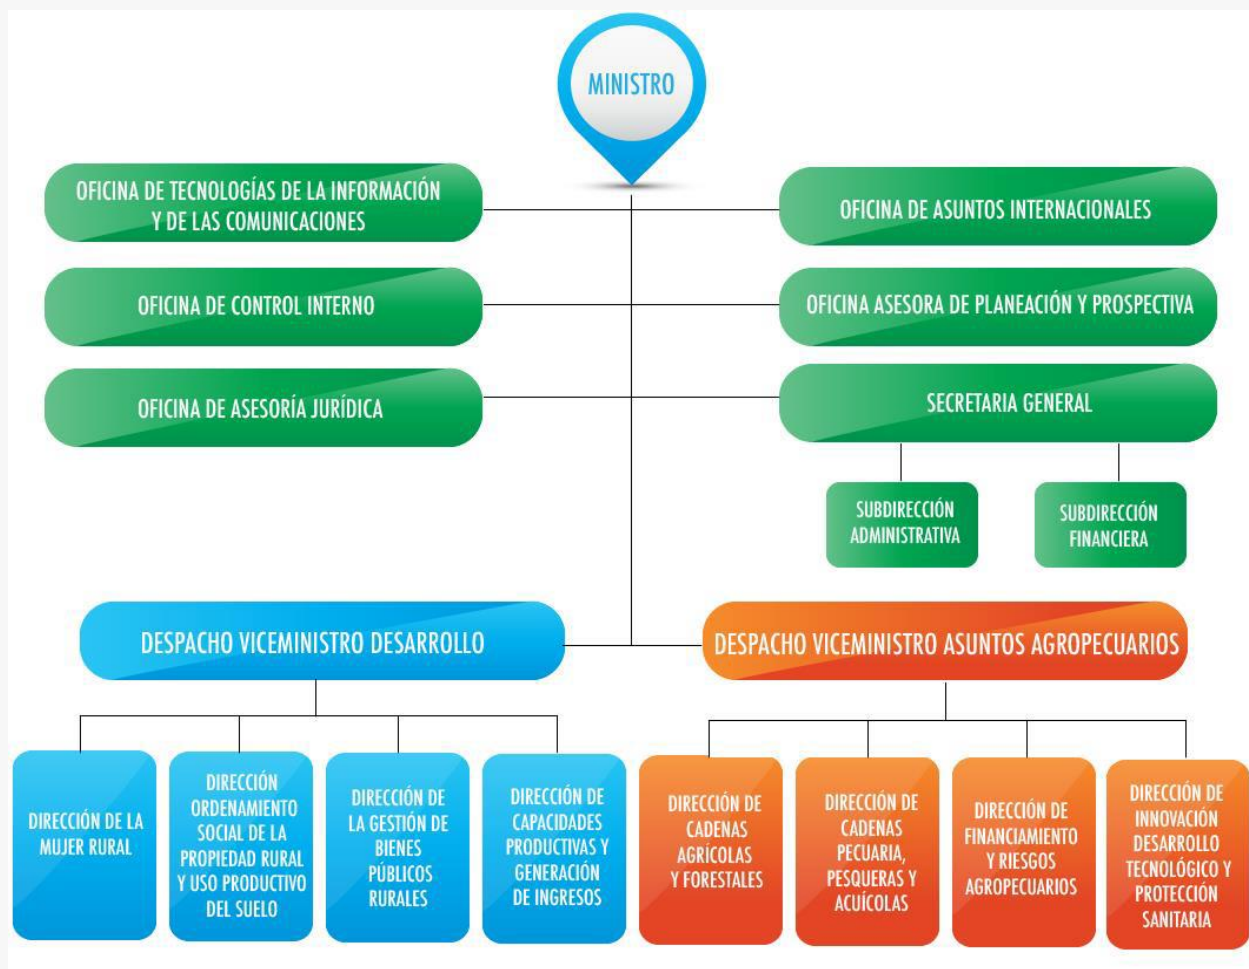 MINISTRO
OFICINA DE TECNOLOGÍAS DE LA INFORMACIÓN
Y DE LAS COMUNICACIONES
OFICINA DE ASUNTOS INTERNACIONALES
OFICINA DE CONTROL INTERNO
OFICINA ASESORA DE PLANEACIÓN Y PROSPECTIVA
OFICINA DE ASESORÍA JURÍDICA
SECRETARIA GENERAL
SUBDIRECCIÓN
ADMINISTRATIVA
SUBDIRECCIÓN
FINANCIERA
DESPACHO VICEMINISTRO DESARROLLO
DESPACHO VICEMINISTRO ASUNTOS AGROPECUARIOS
DIRECCIÓN DE LA
MUJER RURAL
DIRECCIÓN
ORDENAMIENTO
SOCIAL DE LA
PROPIEDAD RURAL
Y USO PRODUCTIVO
DEL SUELO
DIRECCIÓN DE
LA GESTIÓN DE
BIENES
PÚBLICOS
RURALES
DIRECCIÓN DE
CAPACIDADES
PRODUCTIVAS Y
GENERACIÓN
DE INGRESOS
DIRECCIÓN DE
CADENAS
AGRÍCOLAS
Y FORESTALES
DIRECCIÓN DE
CADENAS
PECUARIA,
PESQUERAS Y
ACUÍCOLAS
DIRECCIÓN DE
FINANCIAMIENTO
Y RIESGOS
AGROPECUARIOS
DIRECCIÓN DE
INNOVACIÓN
DESARROLLO
TECNOLÓGICO Y
PROTECCIÓN
SANITARIA